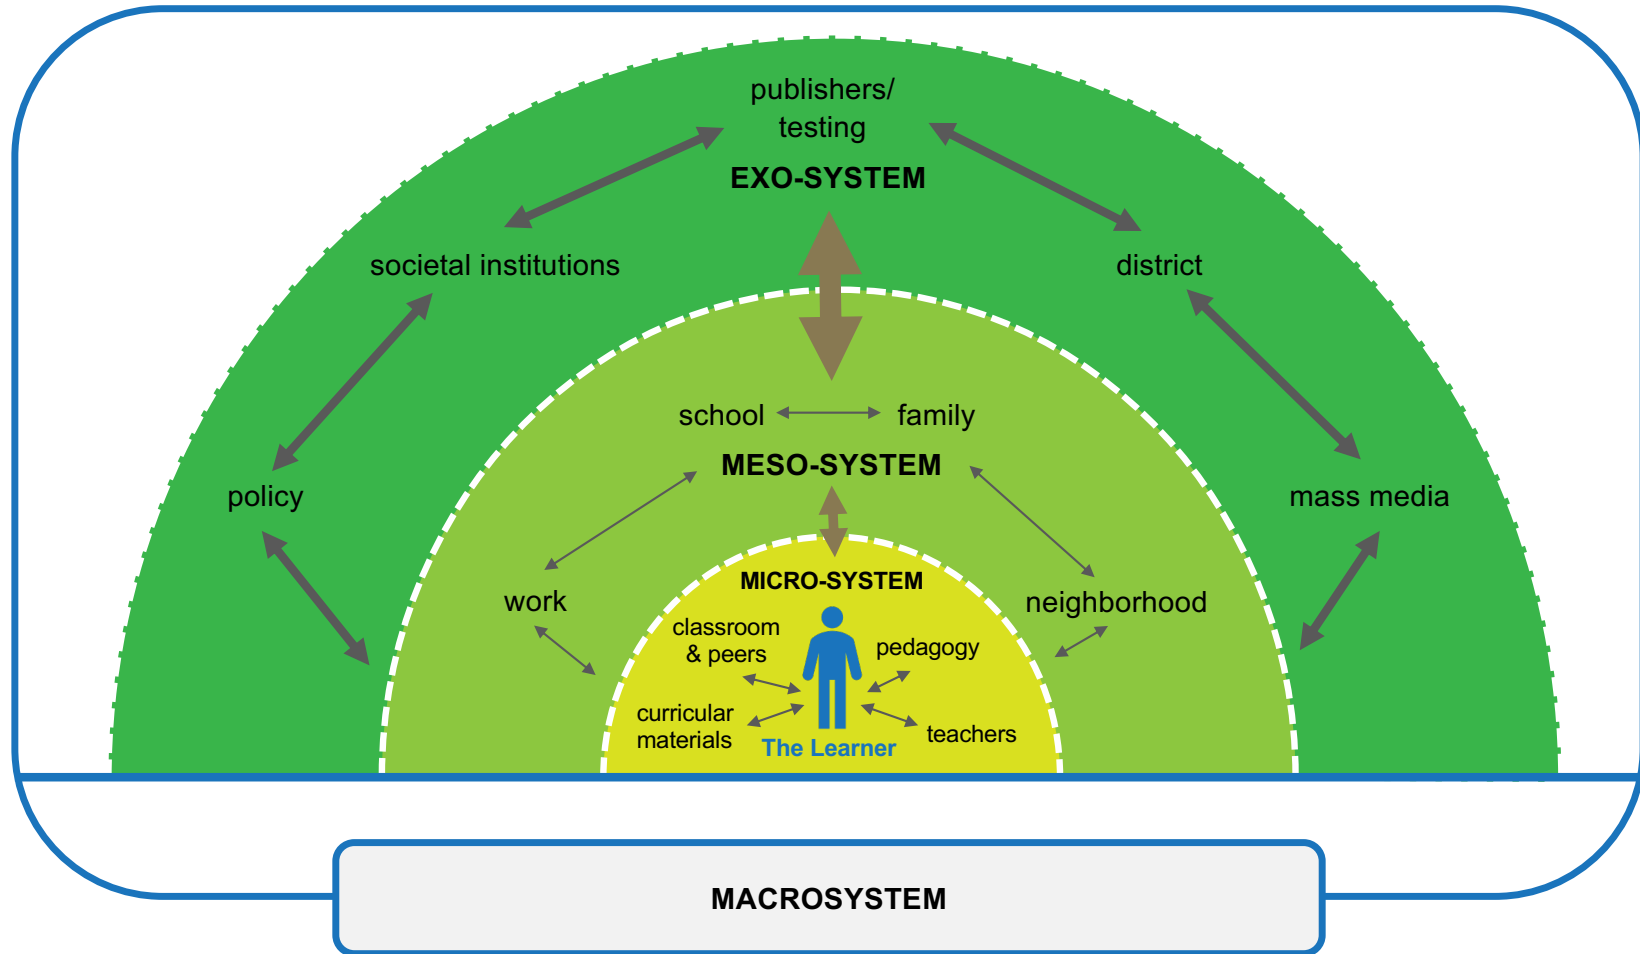 publishers/
testing
EXO-SYSTEM
societal institutions
district
school
family
MESO-SYSTEM
policy
mass media
MICRO-SYSTEM
work
neighborhood
classroom
& peers
pedagogy
curricular
materials
teachers
The Learner
MACROSYSTEM